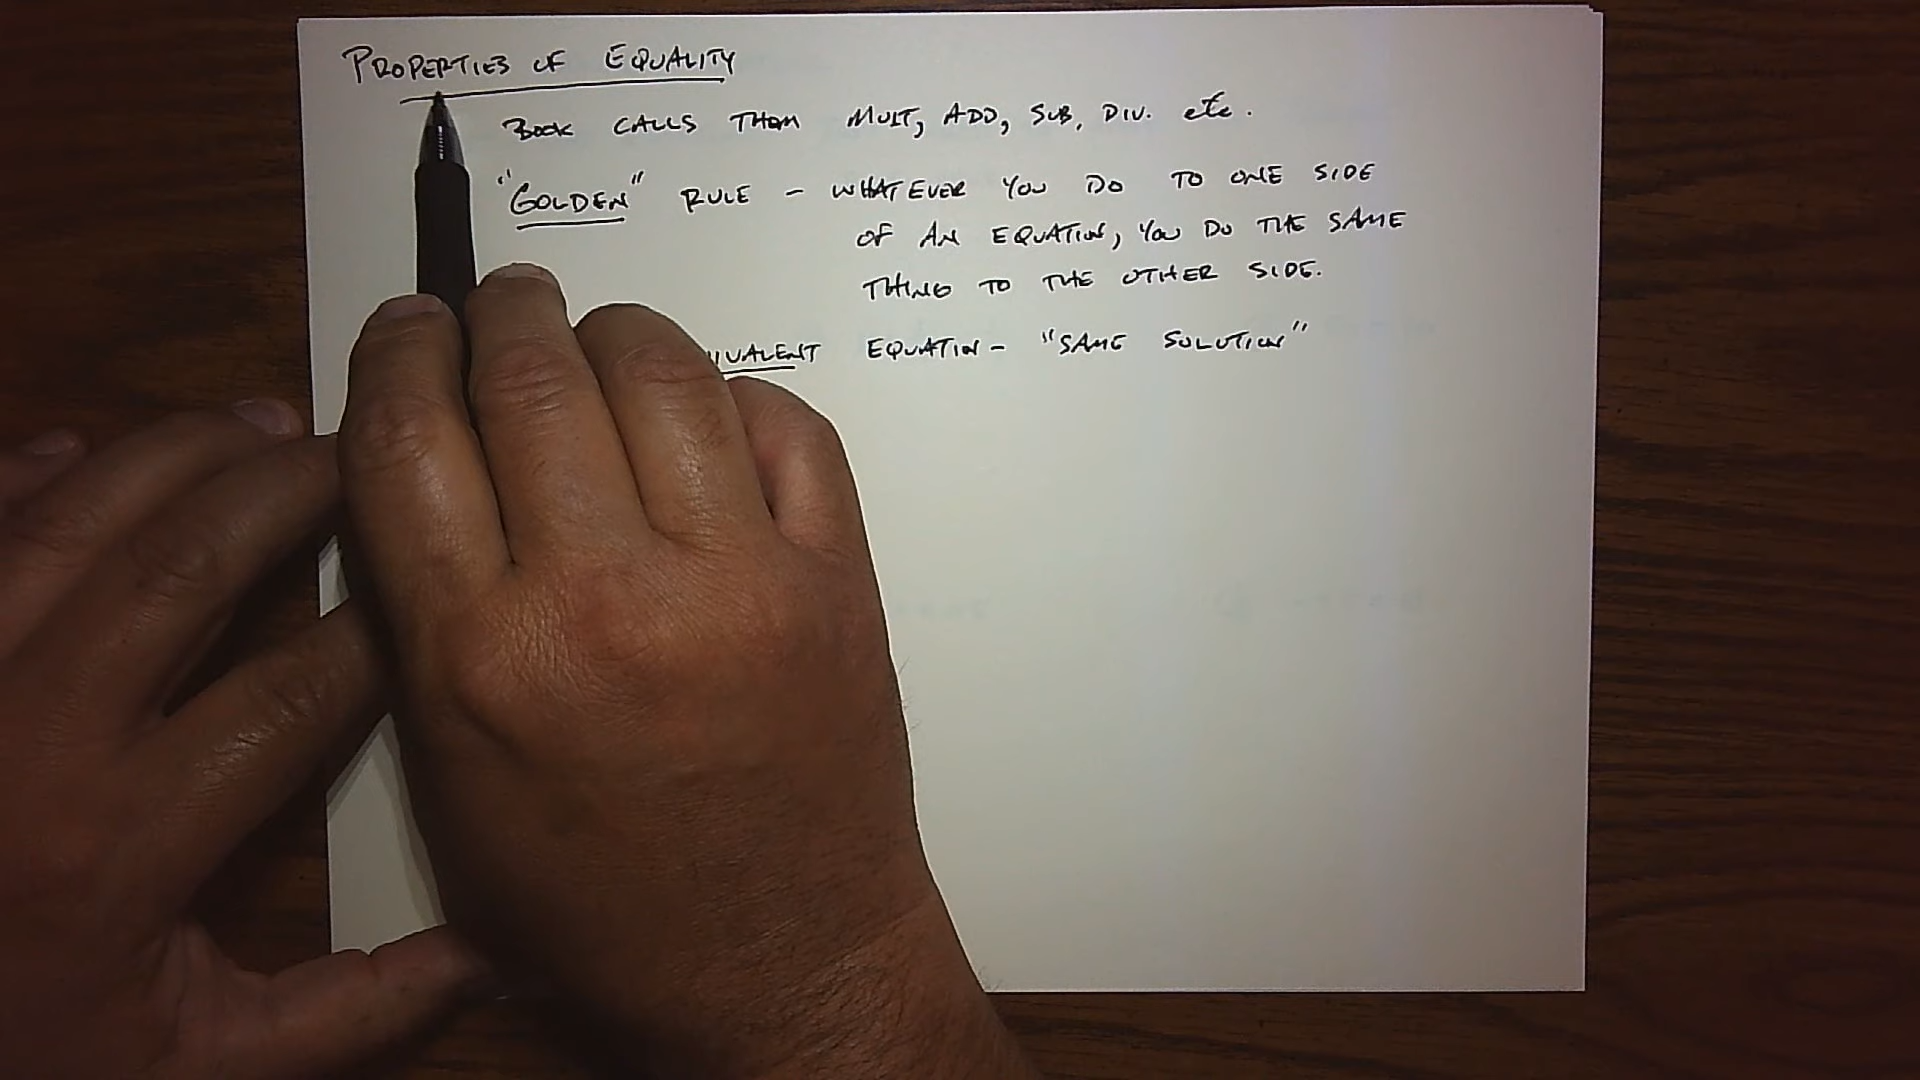 PROPERTIES OF EQUALITY
BOOK CALLS THEM MULT, ADD, SUB, DIV. etc.
"GOLDEN" RULE - WHATEVER YOU DO TO ONE SIDE
OF AN EQUATION, YOU DO THE SAME
THING TO THE OTHER SIDE.
IVALENT EQUATION - "SAME SOLUTION"